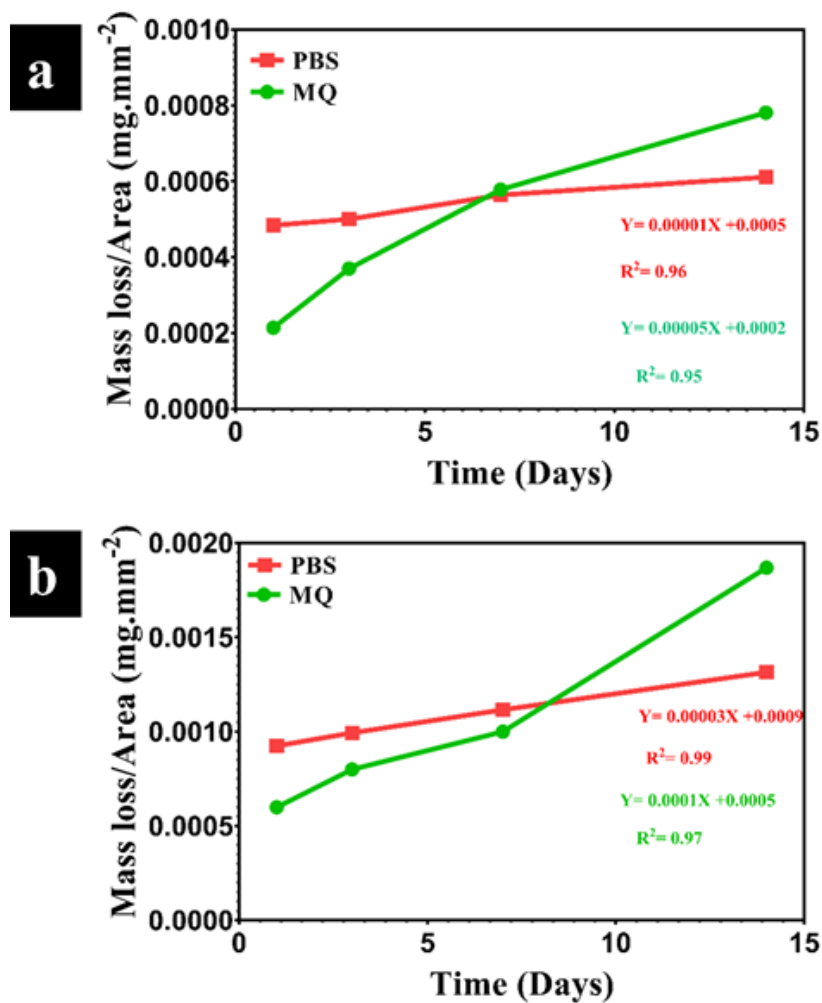 a
Mass loss/Area (mg.mm⁻²)
0.0010
0.0008
0.0006
0.0004
0.0002
0.0000
PBS
MQ
Y= 0.00001X +0.0005
R²= 0.96
Y= 0.00005X +0.0002
R²= 0.95
0 5 10 15
Time (Days)
b
Mass loss/Area (mg.mm⁻²)
0.0020
0.0015
0.0010
0.0005
0.0000
PBS
MQ
Y= 0.00003X +0.0009
R²= 0.99
Y= 0.0001X +0.0005
R²= 0.97
0 5 10 15
Time (Days)